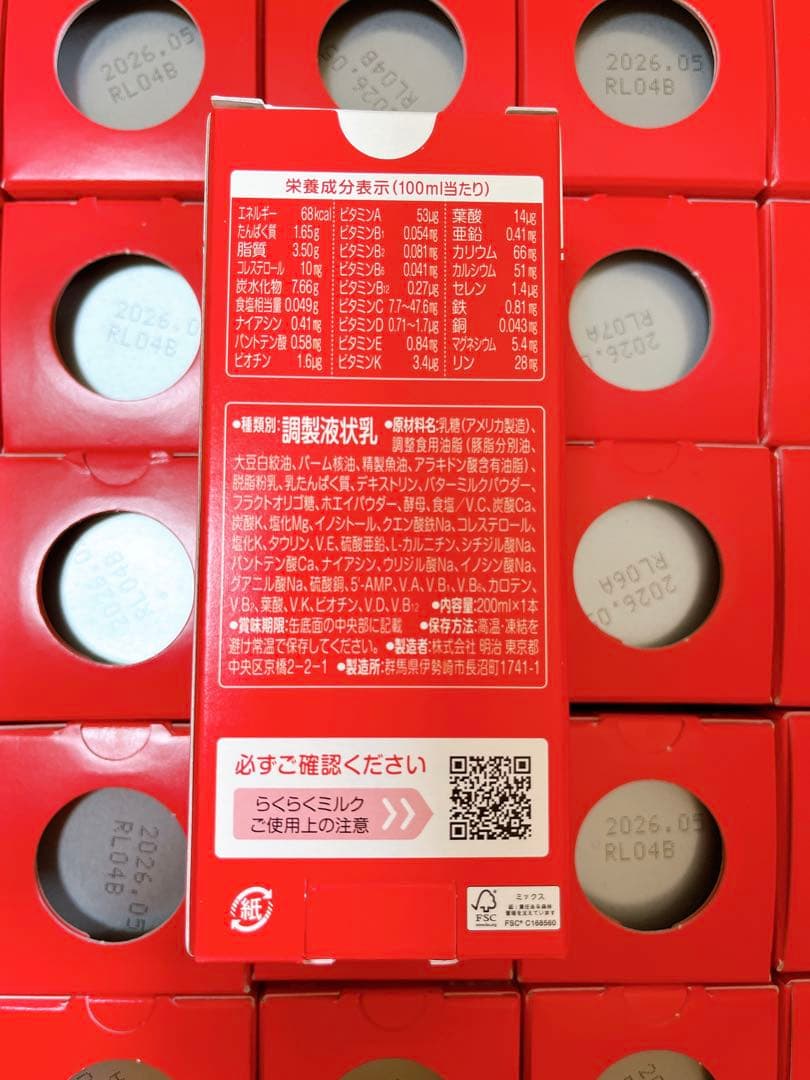 2026.05
RL04B
2026.05
RL04B
2026.05
RL04B
栄養成分表示(100ml当たり)
エネルギー 68kcal ビタミンA 53μg 葉酸 14μg
たんぱく質 1.65g ビタミンB1 0.054mg 亜鉛 0.41mg
脂質 3.50g ビタミンB2 0.081mg カリウム 66mg
コレステロール 10mg ビタミンB6 0.041mg カルシウム 51mg
炭水化物 7.66g ビタミンB12 0.27μg セレン 1.4μg
食塩相当量 0.049g ビタミンC 7.7~47.6mg 鉄 0.81mg
ナイアシン 0.41mg ビタミンD 0.71~1.7μg 銅 0.043mg
パントテン酸 0.58mg ビタミンE 0.84mg マグネシウム 5.4mg
ビオチン 1.6μg ビタミンK 3.4μg リン 28mg
2026.0
RL04B
2026.
RL07A
●種類別:調製液状乳 ●原材料名:乳糖(アメリカ製造)、
調整食用油脂(豚脂分別油、
大豆白絞油、パーム核油、精製魚油、アラキドン酸含有油脂)、
脱脂粉乳、乳たんぱく質、デキストリン、バターミルクパウダー、
フラクトオリゴ糖、ホエイパウダー、酵母、食塩/V.C、炭酸Ca、
炭酸K、塩化Mg、イノシトール、クエン酸鉄Na、コレステロール、
塩化K、タウリン、V.E、硫酸亜鉛、L-カルニチン、シチジル酸Na、
パントテン酸Ca、ナイアシン、ウリジル酸Na、イノシン酸Na、
グアニル酸Na、硫酸銅、5'-AMP、V.A、V.B1、V.B6、カロテン、
V.B2、葉酸、V.K、ビオチン、V.D、V.B12 ●内容量:200ml×1本
●賞味期限:缶底面の中央部に記載 ●保存方法:高温・凍結を
避け常温で保存してください。●製造者:株式会社 明治 東京都
中央区京橋2-2-1 ●製造所:群馬県伊勢崎市長沼町1741-1
2026.05
RL04B
2026.0
RL06A
必ずご確認ください
らくらくミルク
ご使用上の注意
2026.05
RL04B
2026.05
RL04B
紙
FSC
www.fsc.org
ミックス
紙|責任ある森林
管理を支えています
FSC® C168560